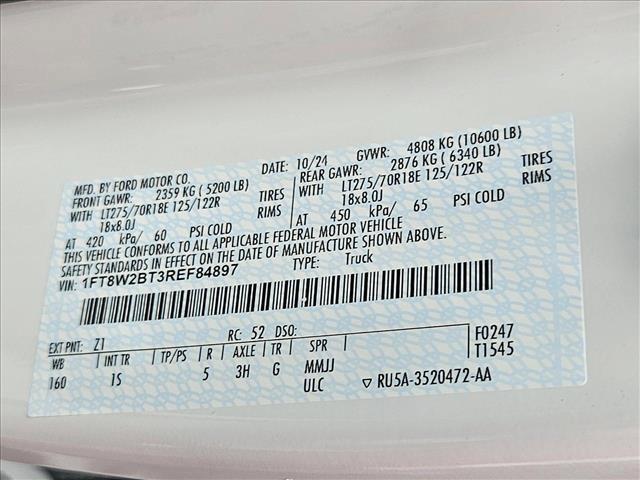 MFD. BY FORD MOTOR CO.
DATE: 10/24 GVWR: 4808 KG (10600 LB)
FRONT GAWR: 2359 KG ( 5200 LB)
REAR GAWR: 2876 KG ( 6340 LB)
WITH LT275/70R18E 125/122R TIRES
WITH LT275/70R18E 125/122R TIRES
18x8.0J RIMS
18x8.0J RIMS
AT 420 kPa/ 60 PSI COLD
AT 450 kPa/ 65 PSI COLD
THIS VEHICLE CONFORMS TO ALL APPLICABLE FEDERAL MOTOR VEHICLE
SAFETY STANDARDS IN EFFECT ON THE DATE OF MANUFACTURE SHOWN ABOVE
VIN: 1FT8W2BT3REF84897
TYPE: Truck
EXT PNT: Z1 RC: 52 DSO: F0247
WB INT TR TP/PS R AXLE TR SPR T1545
160 1S 5 3H G MMJJ
ULC RU5A-3520472-AA